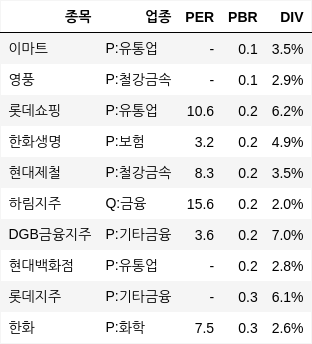 종목 업종 PER PBR DIV
이마트 P:유통업 - 0.1 3.5%
영풍 P:철강금속 - 0.1 2.9%
롯데쇼핑 P:유통업 10.6 0.2 6.2%
한화생명 P:보험 3.2 0.2 4.9%
현대제철 P:철강금속 8.3 0.2 3.5%
하림지주 Q:금융 15.6 0.2 2.0%
DGB금융지주 P:기타금융 3.6 0.2 7.0%
현대백화점 P:유통업 - 0.2 2.8%
롯데지주 P:기타금융 - 0.3 6.1%
한화 P:화학 7.5 0.3 2.6%